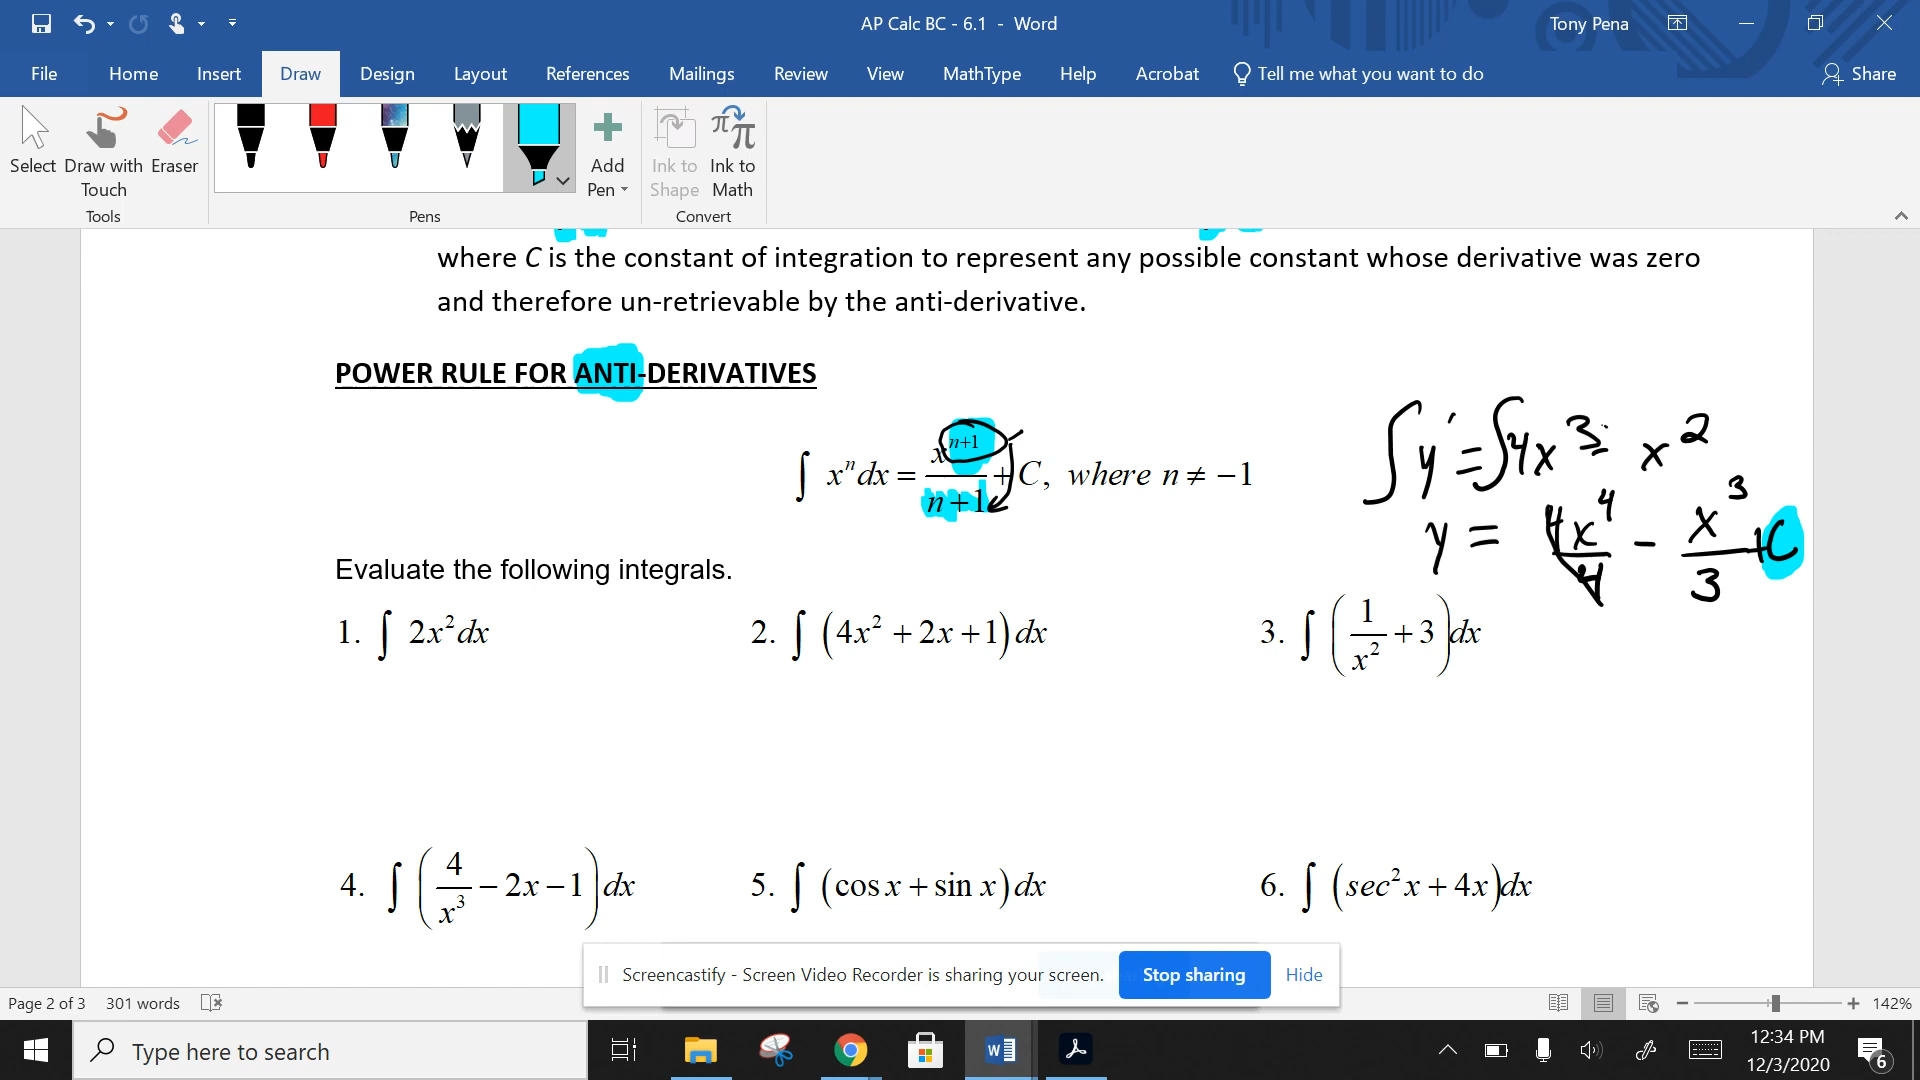 AP Calc BC - 6.1 - Word
Tony Pena
File Home Insert Draw Design Layout References Mailings Review View MathType Help Acrobat Tell me what you want to do Share
Select Draw with Touch Eraser Add Pen Ink to Shape Ink to Math
Tools Pens Convert
where C is the constant of integration to represent any possible constant whose derivative was zero
and therefore un-retrievable by the anti-derivative.
POWER RULE FOR ANTI-DERIVATIVES
∫ xⁿdx = xⁿ⁺¹/(n+1) + C, where n ≠ −1
∫y' = ∫4x³ − x²
y = 4x⁴/4 − x³/3 + C
Evaluate the following integrals.
1. ∫ 2x²dx 2. ∫ (4x² + 2x + 1)dx 3. ∫ (1/x² + 3)dx
4. ∫ (4/x³ − 2x − 1)dx 5. ∫ (cos x + sin x)dx 6. ∫ (sec²x + 4x)dx
Screencastify - Screen Video Recorder is sharing your screen. Stop sharing Hide
Page 2 of 3 301 words 142%
Type here to search
12:34 PM
12/3/2020
6